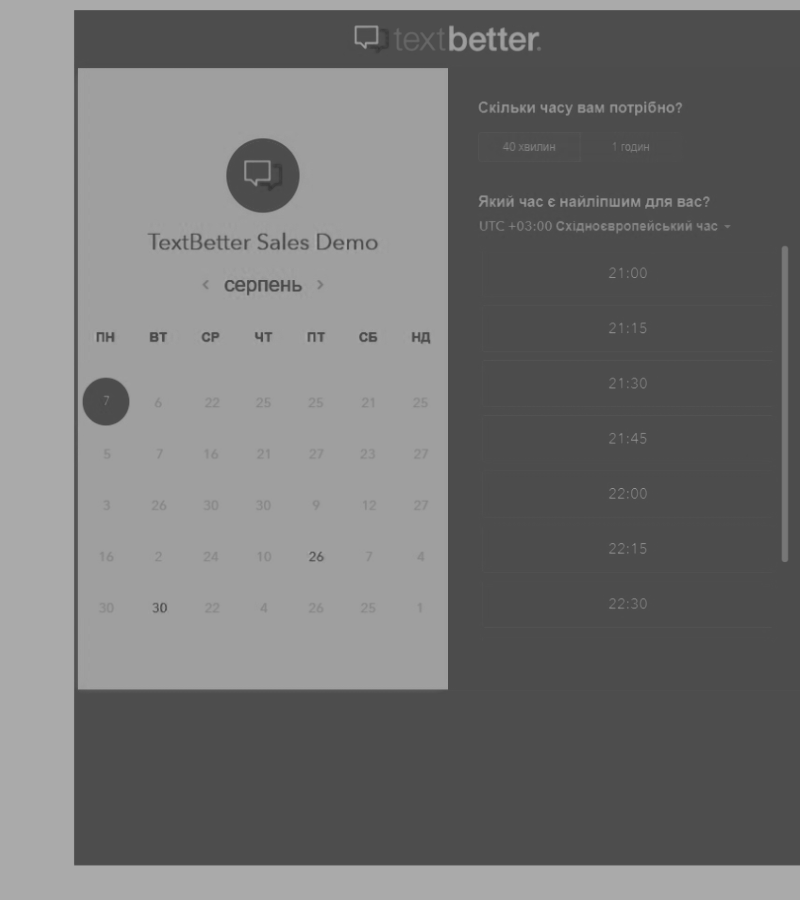 textbetter.
TextBetter Sales Demo
‹ серпень ›
ПН ВТ СР ЧТ ПТ СБ НД
7 6 22 25 25 21 25
5 7 16 21 27 23 27
3 26 30 30 9 12 27
16 2 24 10 26 7 4
30 30 22 4 26 25 1
Скільки часу вам потрібно?
40 хвилин 1 годин
Який час є найліпшим для вас?
UTC +03:00 Східноєвропейський час
21:00
21:15
21:30
21:45
22:00
22:15
22:30